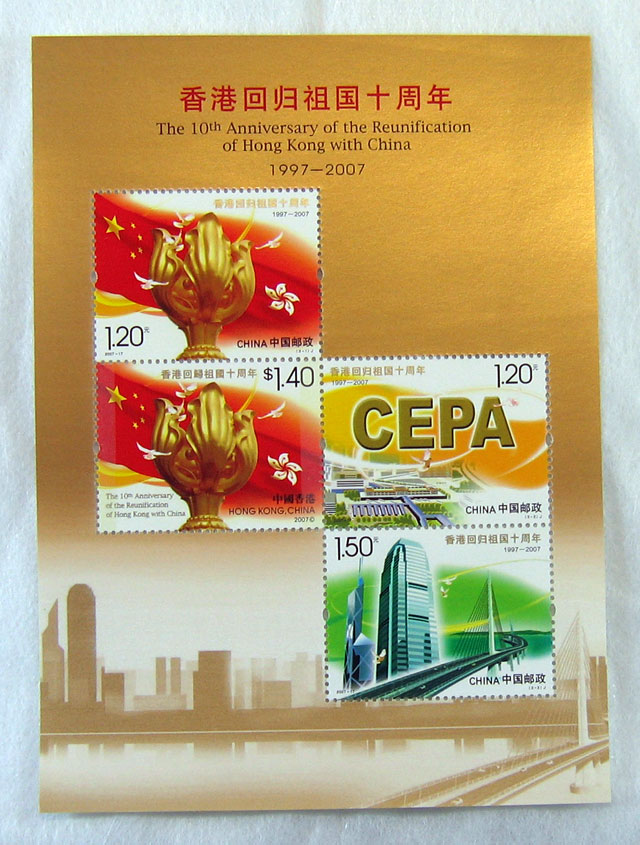 香港回归祖国十周年
The 10th Anniversary of the Reunification
of Hong Kong with China
1997-2007
香港回归祖国十周年
1997-2007
1.20元
CHINA 中国邮政
2007-17
香港回歸祖國十周年
$1.40
The 10th Anniversary
of the Reunification
of Hong Kong with China
中國香港
HONG KONG, CHINA
2007©
香港回归祖国十周年
1997-2007
1.20元
CEPA
CHINA 中国邮政
1.50元
香港回归祖国十周年
1997-2007
CHINA 中国邮政
2007-17